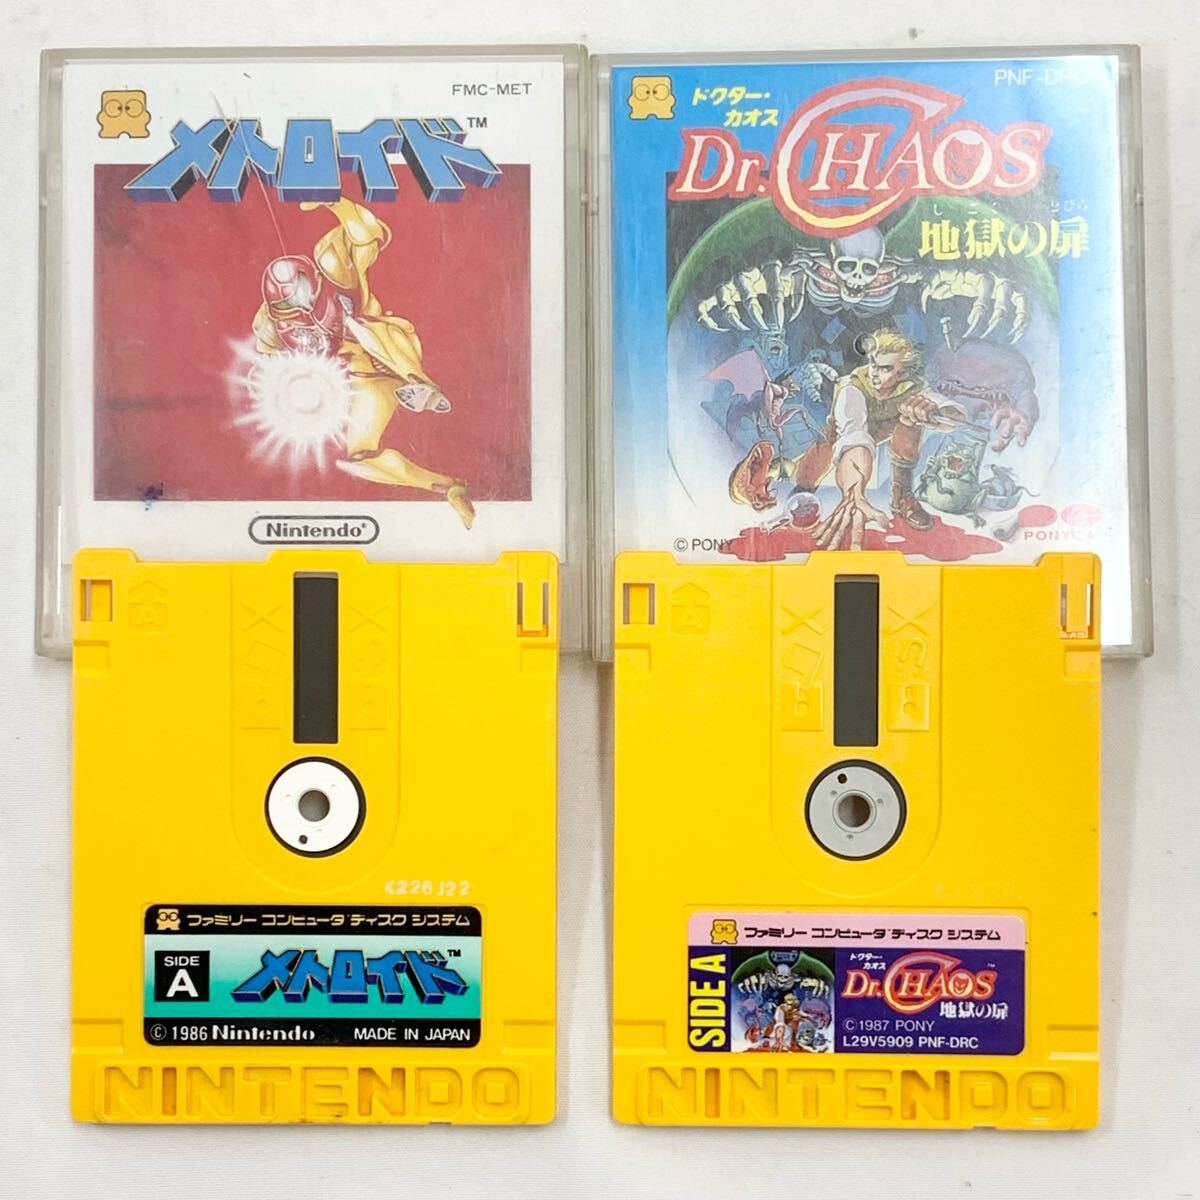 FMC-MET
メトロイド™
Nintendo®
PNF-DRC
ドクター・
カオス
Dr. CHAOS
地獄の扉
© PONY
PONYCA
K226J22
ファミリー コンピュータ ディスク システム
SIDE
A
メトロイド™
© 1986 Nintendo
MADE IN JAPAN
NINTENDO
ファミリー コンピュータ ディスク システム
SIDE A
ドクター・
カオス
Dr. CHAOS™
地獄の扉
© 1987 PONY
L29V5909 PNF-DRC
NINTENDO